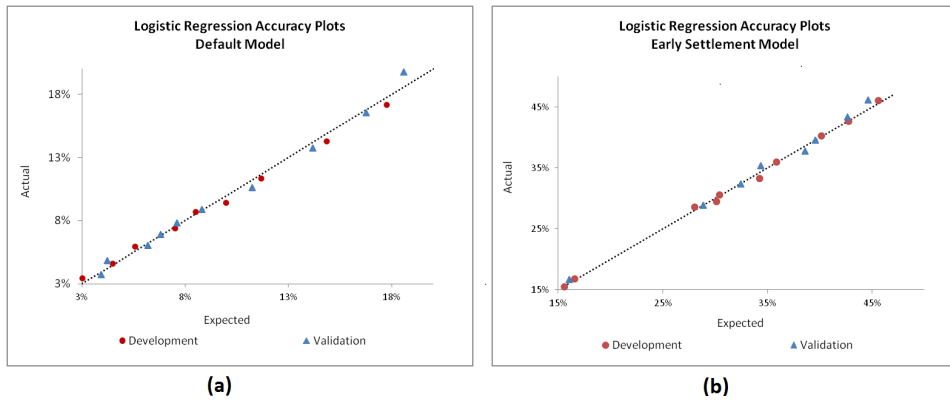 Logistic Regression Accuracy Plots
Default Model
18%
13%
8%
3%
Actual
3% 8% 13% 18%
Expected
Development Validation
(a)
Logistic Regression Accuracy Plots
Early Settlement Model
45%
35%
25%
15%
Actual
15% 25% 35% 45%
Expected
Development Validation
(b)